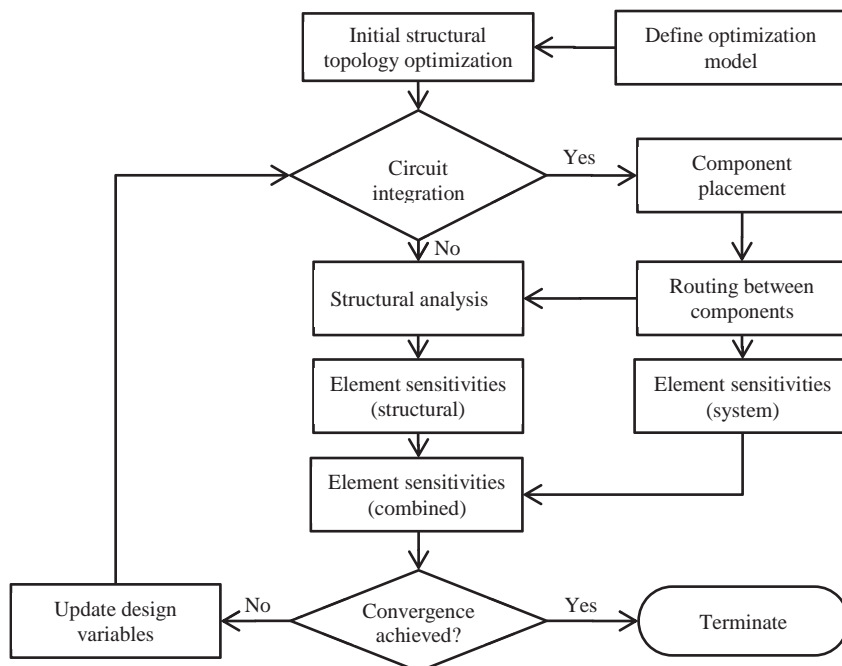 Initial structural
topology optimization
Define optimization
model
Circuit
integration
Yes
Component
placement
No
Structural analysis
Routing between
components
Element sensitivities
(structural)
Element sensitivities
(system)
Element sensitivities
(combined)
Update design
variables
No
Convergence
achieved?
Yes
Terminate